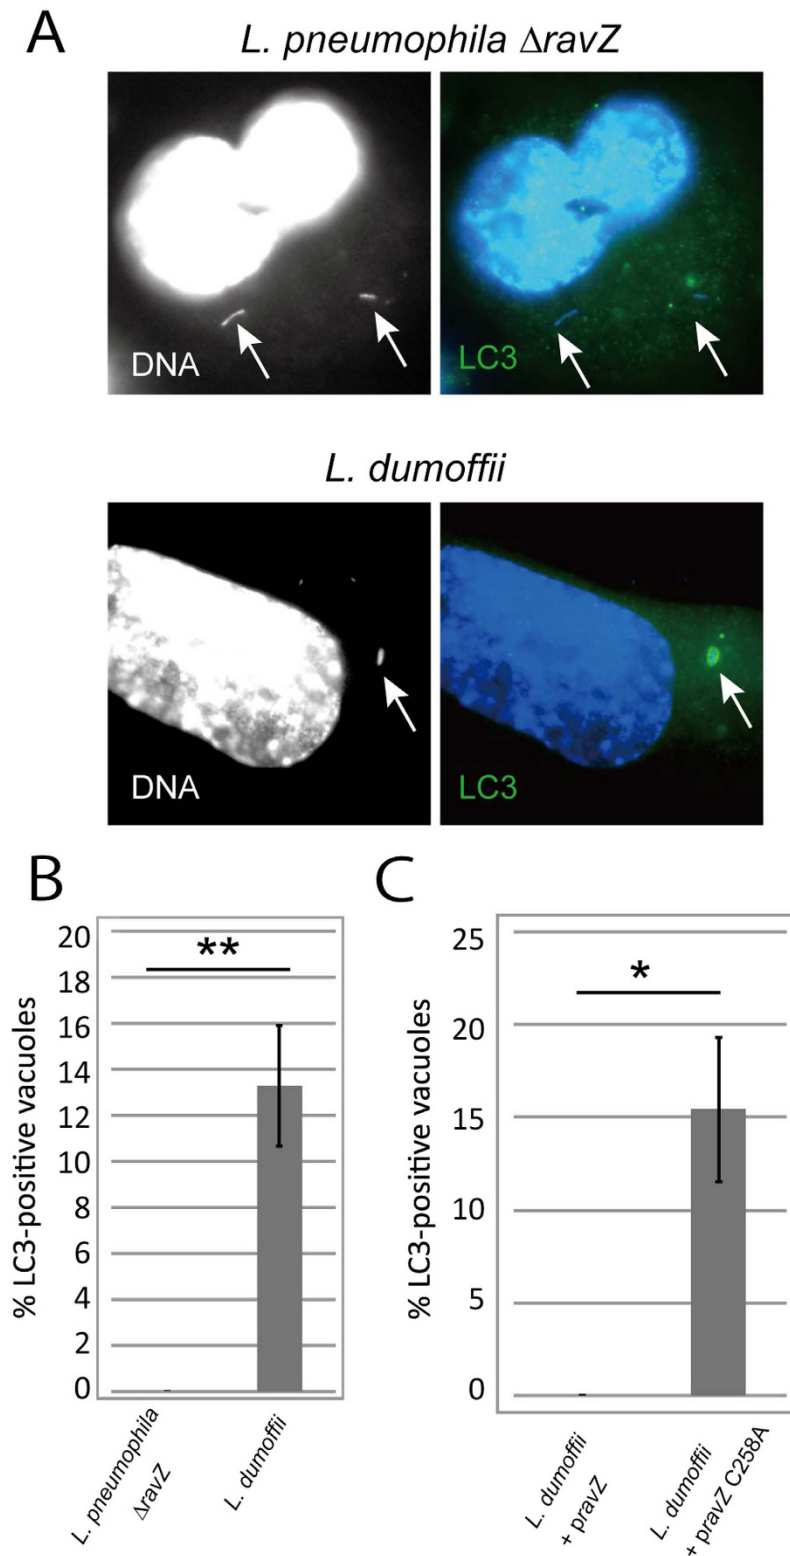 A
L. pneumophila ΔravZ
DNA
LC3
L. dumoffii
DNA
LC3
B
% LC3-positive vacuoles
20
18
16
14
12
10
8
6
4
2
0
**
L. pneumophila
ΔravZ
L. dumoffii
C
% LC3-positive vacuoles
25
20
15
10
5
0
*
L. dumoffii
+ pravZ
L. dumoffii
+ pravZ C258A